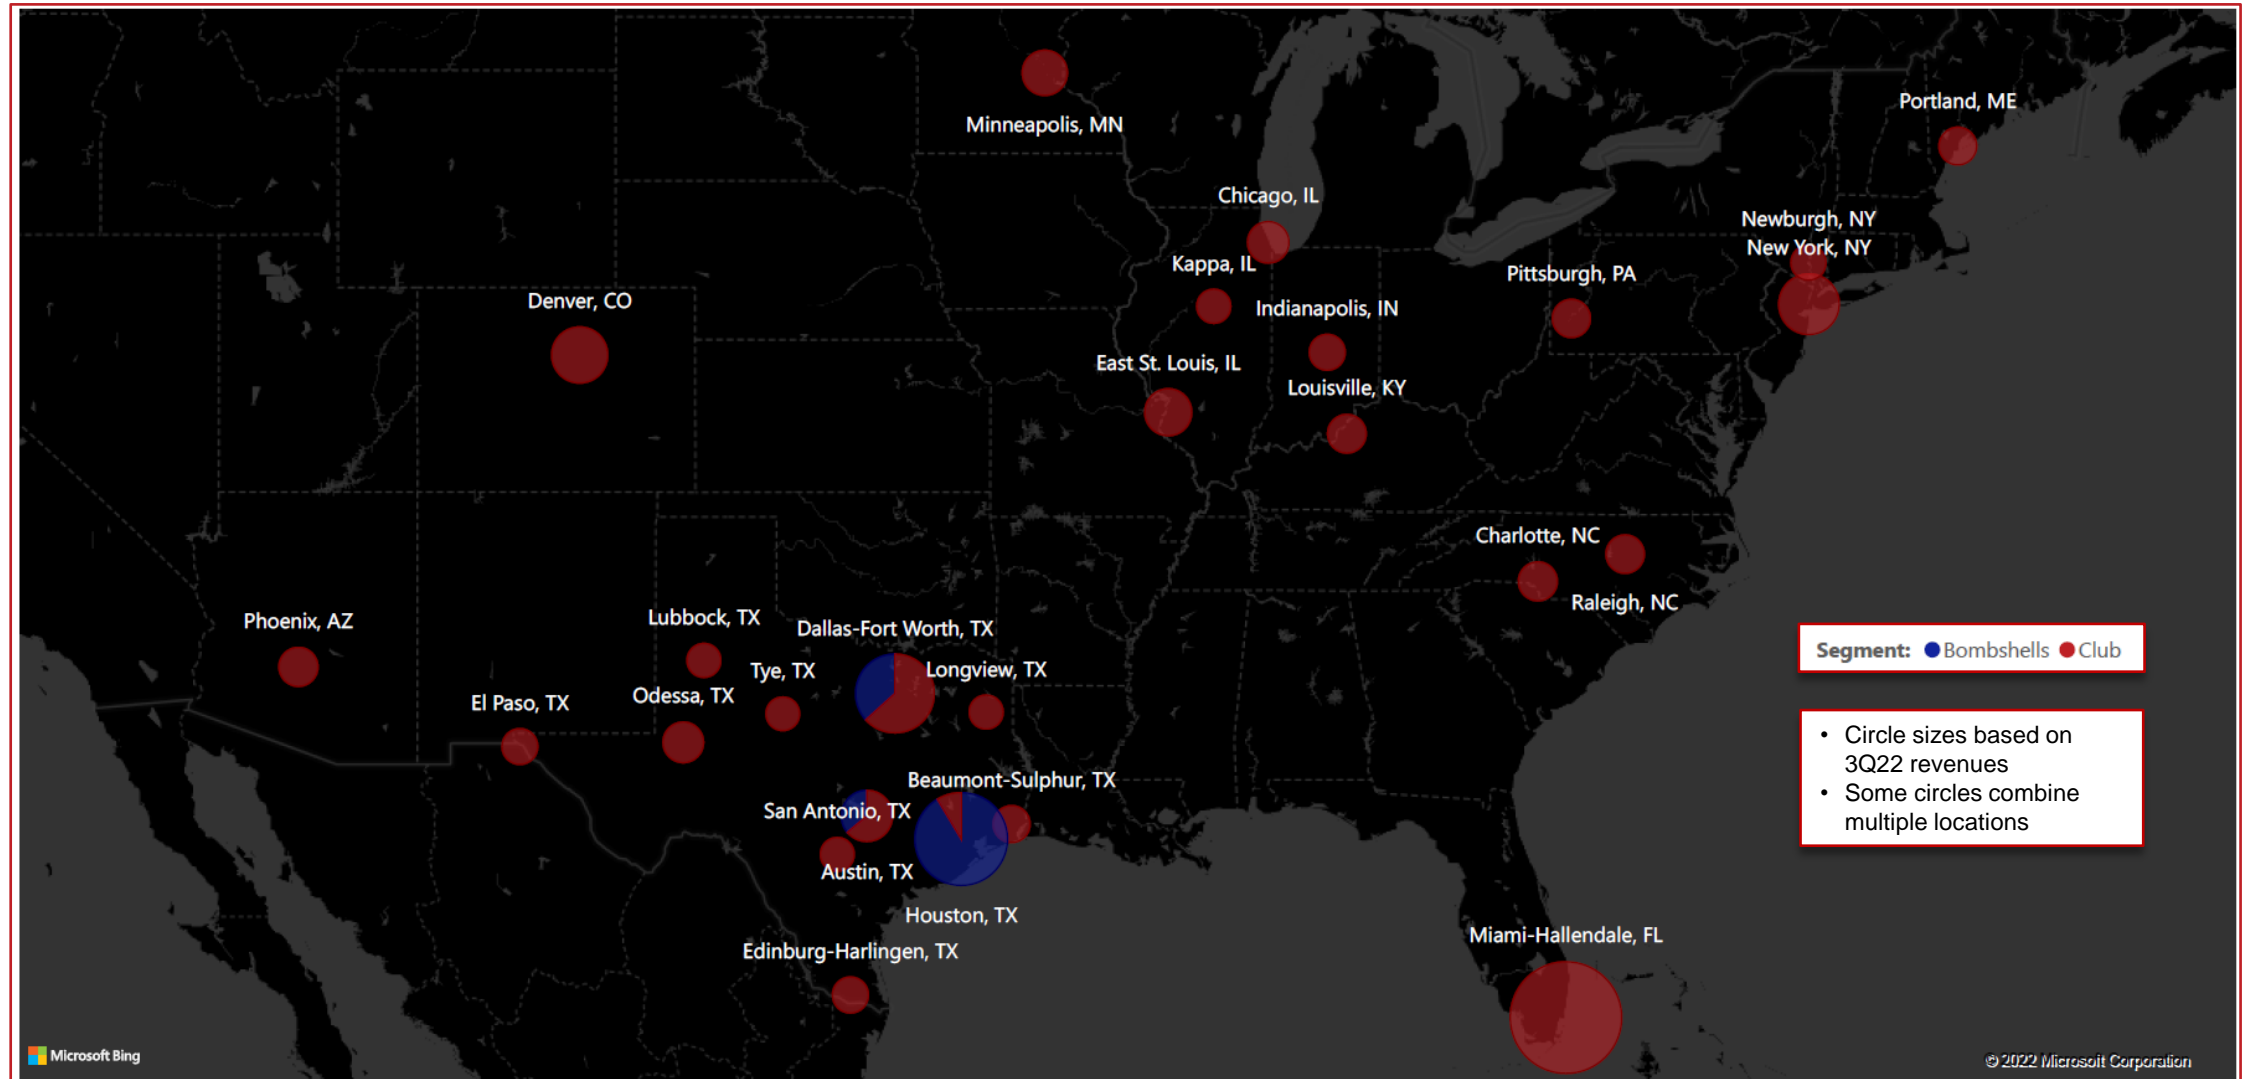 Minneapolis, MN
Portland, ME
Chicago, IL
Newburgh, NY
New York, NY
Kappa, IL
Pittsburgh, PA
Denver, CO
Indianapolis, IN
East St. Louis, IL
Louisville, KY
Charlotte, NC
Raleigh, NC
Phoenix, AZ
Lubbock, TX
Dallas-Fort Worth, TX
Tye, TX
Longview, TX
Odessa, TX
El Paso, TX
Segment: Bombshells Club
• Circle sizes based on
3Q22 revenues
• Some circles combine
multiple locations
Beaumont-Sulphur, TX
San Antonio, TX
Austin, TX
Houston, TX
Edinburg-Harlingen, TX
Miami-Hallendale, FL
Microsoft Bing
© 2022 Microsoft Corporation